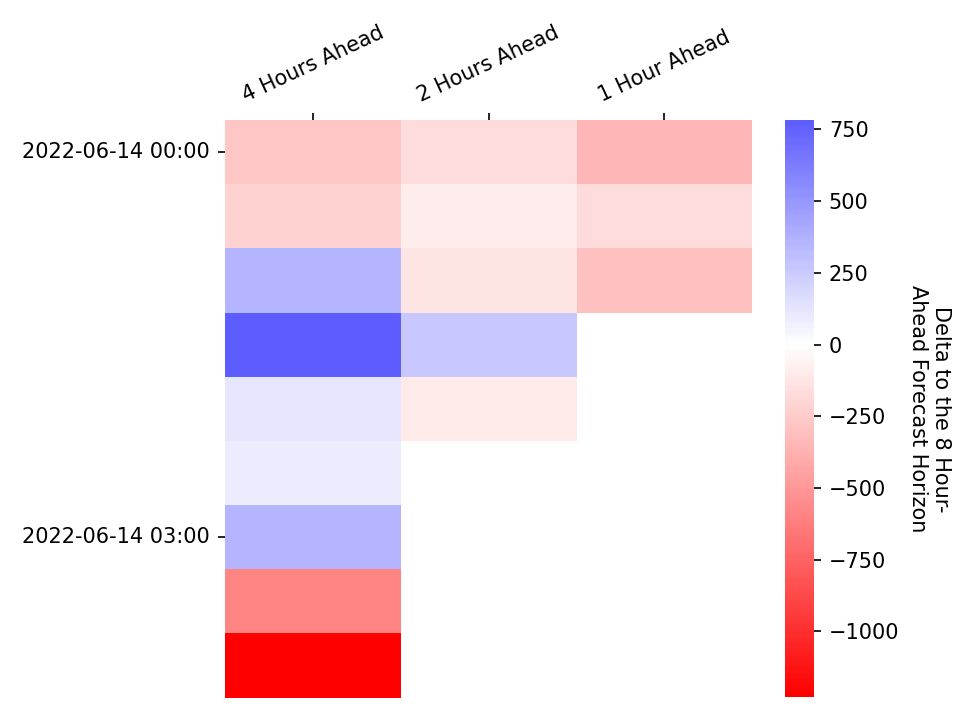 4 Hours Ahead
2 Hours Ahead
1 Hour Ahead
2022-06-14 00:00
2022-06-14 03:00
750
500
250
0
−250
−500
−750
−1000
Delta to the 8 Hour-
Ahead Forecast Horizon